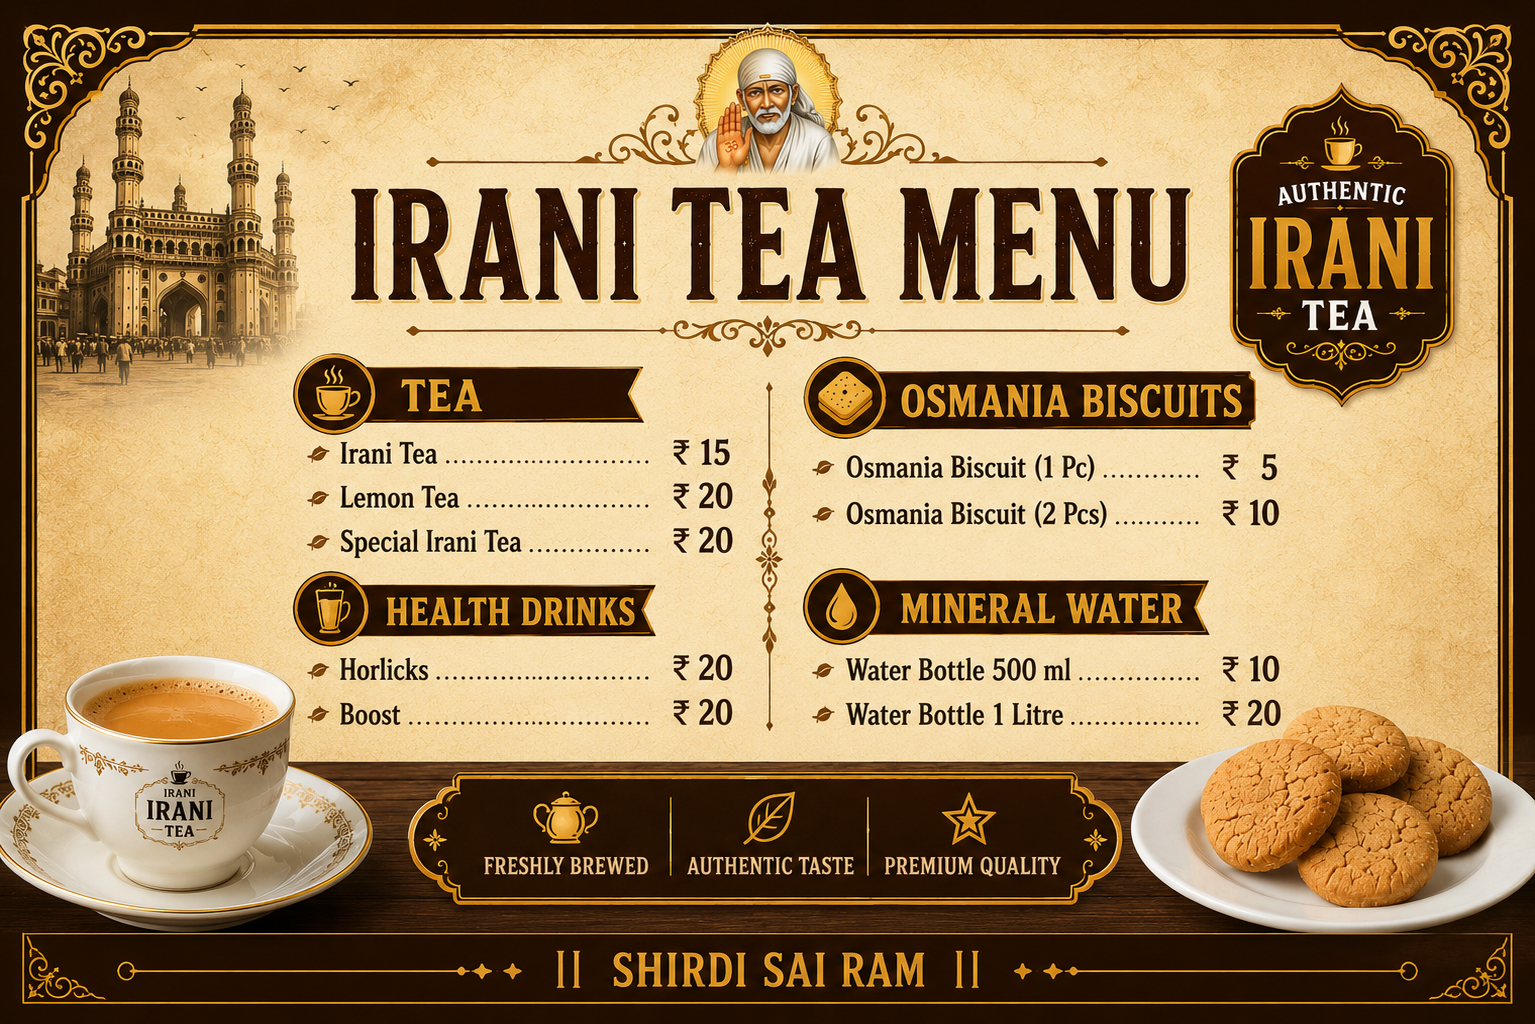 IRANI TEA MENU
AUTHENTIC
IRANI
TEA
TEA
Irani Tea ........................... ₹ 15
Lemon Tea ........................ ₹ 20
Special Irani Tea ................ ₹ 20
HEALTH DRINKS
Horlicks ............................ ₹ 20
Boost ................................ ₹ 20
OSMANIA BISCUITS
Osmania Biscuit (1 Pc) ............ ₹ 5
Osmania Biscuit (2 Pcs) ........... ₹ 10
MINERAL WATER
Water Bottle 500 ml ................ ₹ 10
Water Bottle 1 Litre ................. ₹ 20
IRANI
IRANI
TEA
FRESHLY BREWED
AUTHENTIC TASTE
PREMIUM QUALITY
|| SHIRDI SAI RAM ||
ॐ